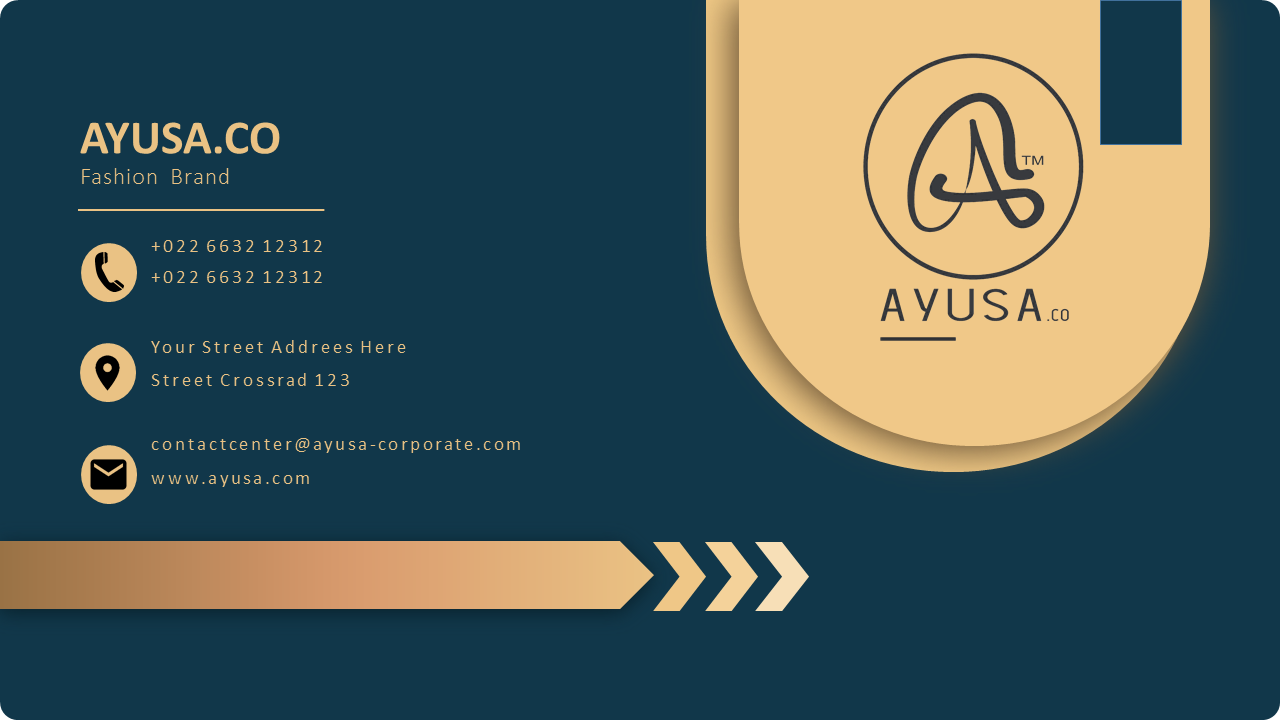 AYUSA.CO
Fashion Brand
+022 6632 12312
+022 6632 12312
Your Street Addrees Here
Street Crossrad 123
contactcenter@ayusa-corporate.com
www.ayusa.com
A
TM
AYUSA.CO